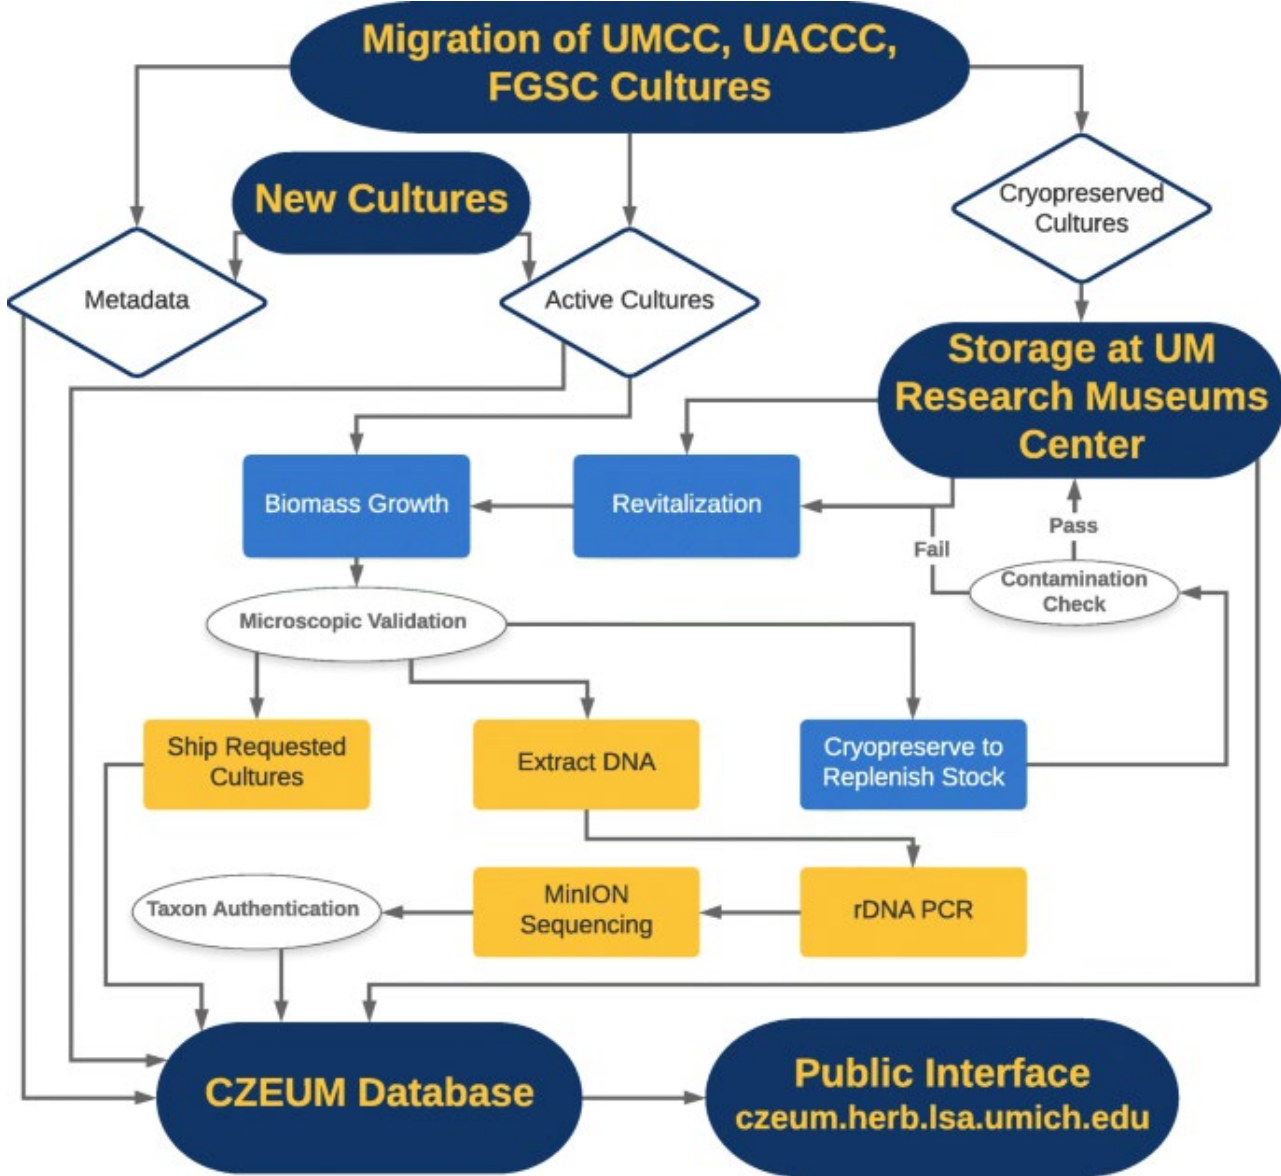 Migration of UMCC, UACCC,
FGSC Cultures
New Cultures
Cryopreserved
Cultures
Metadata
Active Cultures
Storage at UM
Research Museums
Center
Biomass Growth
Revitalization
Pass
Fail
Contamination
Check
Microscopic Validation
Ship Requested
Cultures
Extract DNA
Cryopreserve to
Replenish Stock
Taxon Authentication
MinION
Sequencing
rDNA PCR
CZEUM Database
Public Interface
czeum.herb.lsa.umich.edu